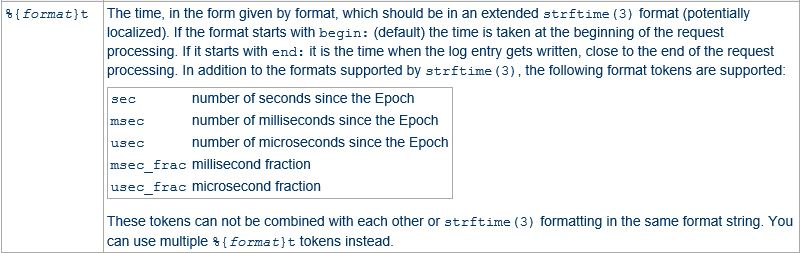 %{format}t The time, in the form given by format, which should be in an extended strftime(3) format (potentially
localized). If the format starts with begin: (default) the time is taken at the beginning of the request
processing. If it starts with end: it is the time when the log entry gets written, close to the end of the request
processing. In addition to the formats supported by strftime(3), the following format tokens are supported:
sec number of seconds since the Epoch
msec number of milliseconds since the Epoch
usec number of microseconds since the Epoch
msec_frac millisecond fraction
usec_frac microsecond fraction
These tokens can not be combined with each other or strftime(3) formatting in the same format string. You
can use multiple %{format}t tokens instead.